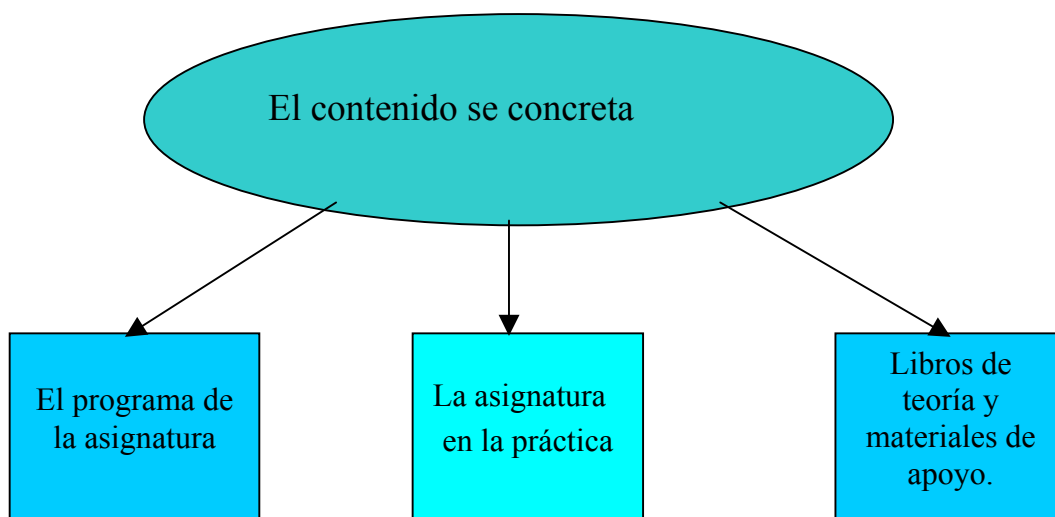 El contenido se concreta
El programa de
la asignatura
La asignatura
en la práctica
Libros de
teoría y
materiales de
apoyo.